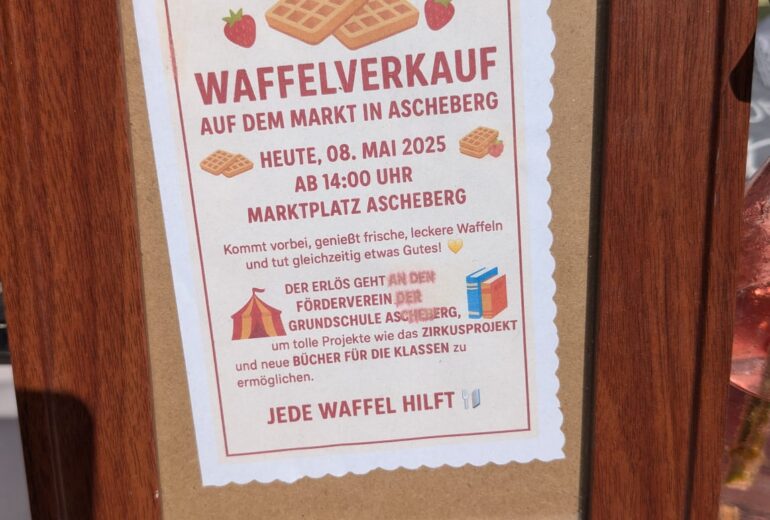 WAFFELVERKAUF
AUF DEM MARKT IN ASCHEBERG
HEUTE, 08. MAI 2025
AB 14:00 UHR
MARKTPLATZ ASCHEBERG
Kommt vorbei, genießt frische, leckere Waffeln
und tut gleichzeitig etwas Gutes! 💛
DER ERLÖS GEHT AN DEN
FÖRDERVEREIN DER
GRUNDSCHULE ASCHEBERG,
um tolle Projekte wie das ZIRKUSPROJEKT
und neue BÜCHER FÜR DIE KLASSEN zu
ermöglichen.
JEDE WAFFEL HILFT 🍴